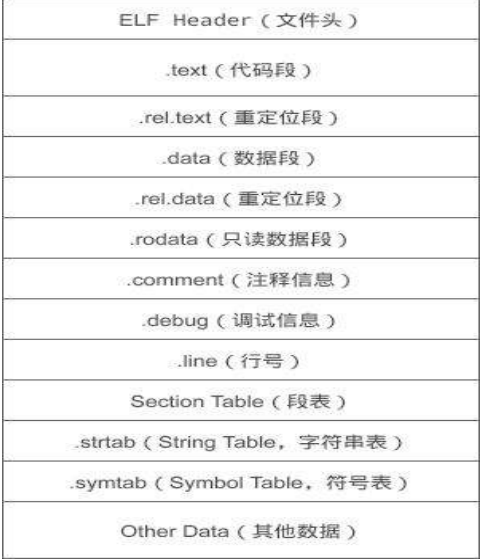 ELF Header（文件头）
.text（代码段）
.rel.text（重定位段）
.data（数据段）
.rel.data（重定位段）
.rodata（只读数据段）
.comment（注释信息）
.debug（调试信息）
.line（行号）
Section Table（段表）
.strtab（String Table，字符串表）
.symtab（Symbol Table，符号表）
Other Data（其他数据）